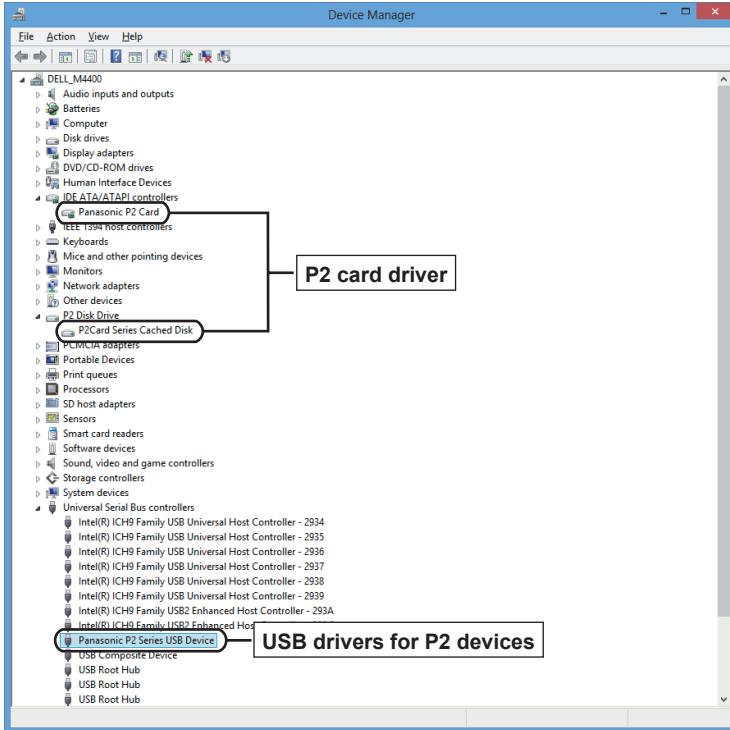 Device Manager
File Action View Help
DELL_M4400
Audio inputs and outputs
Batteries
Computer
Disk drives
Display adapters
DVD/CD-ROM drives
Human Interface Devices
IDE ATA/ATAPI controllers
Panasonic P2 Card
IEEE 1394 host controllers
Keyboards
Mice and other pointing devices
Monitors
P2 card driver
Network adapters
Other devices
P2 Disk Drive
P2Card Series Cached Disk
PCMCIA adapters
Portable Devices
Print queues
Processors
SD host adapters
Sensors
Smart card readers
Software devices
Sound, video and game controllers
Storage controllers
System devices
Universal Serial Bus controllers
Intel(R) ICH9 Family USB Universal Host Controller - 2934
Intel(R) ICH9 Family USB Universal Host Controller - 2935
Intel(R) ICH9 Family USB Universal Host Controller - 2936
Intel(R) ICH9 Family USB Universal Host Controller - 2937
Intel(R) ICH9 Family USB Universal Host Controller - 2938
Intel(R) ICH9 Family USB Universal Host Controller - 2939
Intel(R) ICH9 Family USB2 Enhanced Host Controller - 293A
Intel(R) ICH9 Family USB2 Enhanced
Panasonic P2 Series USB Device
USB drivers for P2 devices
USB Composite Device
USB Root Hub
USB Root Hub
USB Root Hub